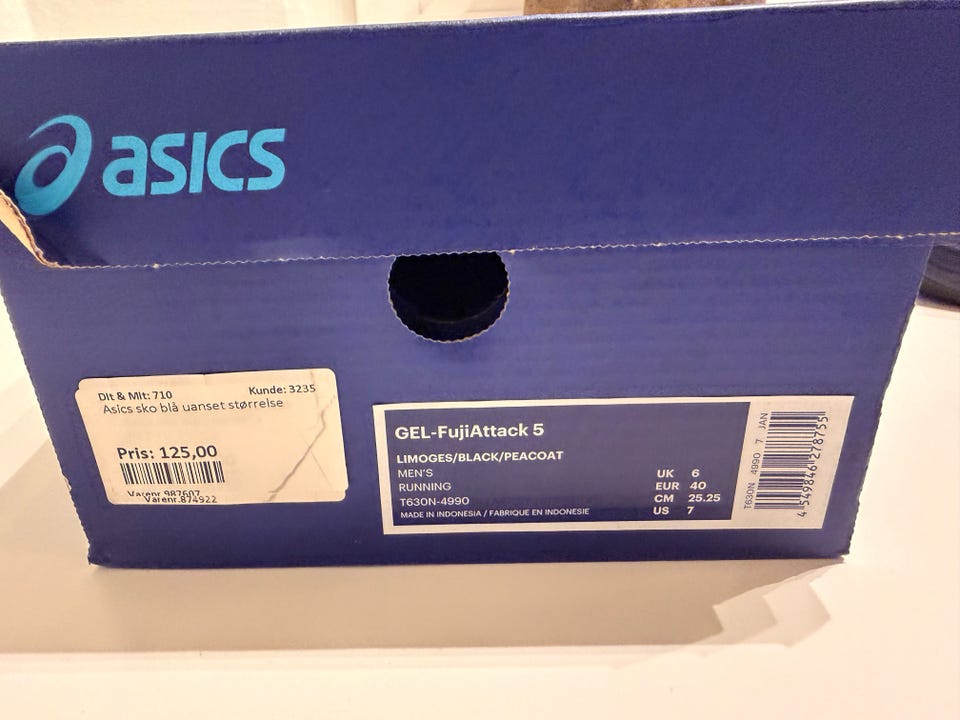 asics
Dit & Mit: 710 Kunde: 3235
Asics sko blå uanset størrelse
Pris: 125,00
Varenr 987607
Varenr.874922
GEL-FujiAttack 5
LIMOGES/BLACK/PEACOAT
MEN'S
RUNNING
T630N-4990
MADE IN INDONESIA / FABRIQUE EN INDONESIE
UK 6
EUR 40
CM 25.25
US 7
T630N 4990 7 JAN
4 549846 278755